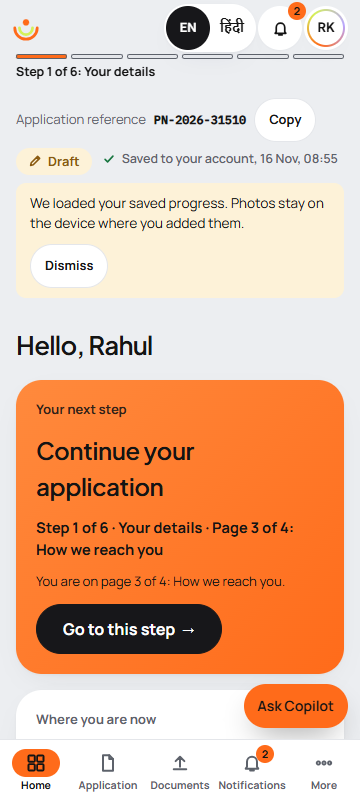 EN हिंदी 2 RK
Step 1 of 6: Your details
Application reference PN-2026-31510 Copy
Draft Saved to your account, 16 Nov, 08:55
We loaded your saved progress. Photos stay on
the device where you added them.
Dismiss
Hello, Rahul
Your next step
Continue your
application
Step 1 of 6 · Your details · Page 3 of 4:
How we reach you
You are on page 3 of 4: How we reach you.
Go to this step →
Ask Copilot
Where you are now
2
Home Application Documents Notifications More